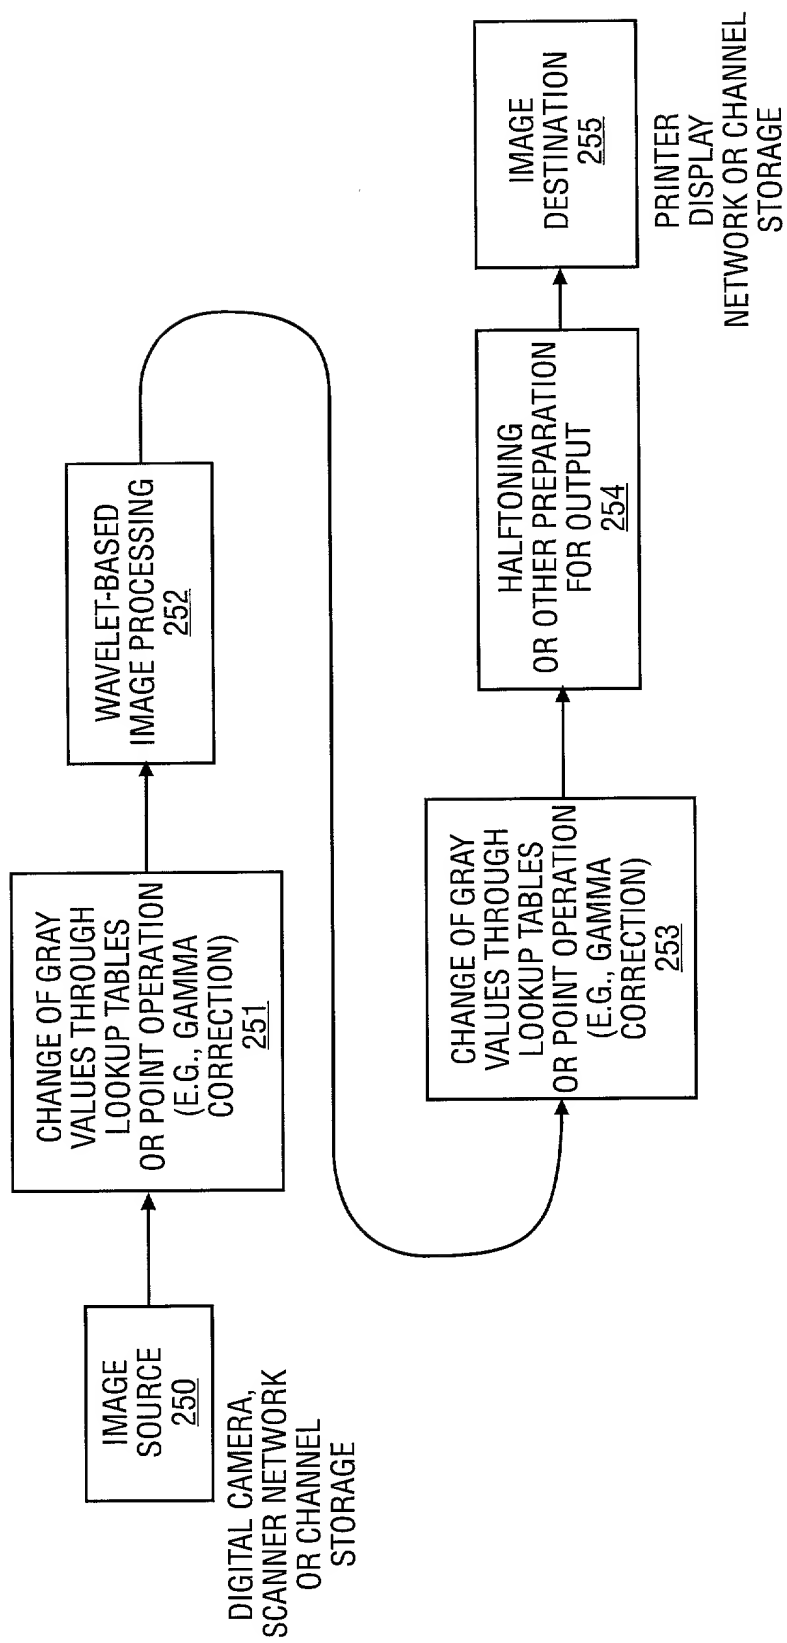 IMAGE
SOURCE
250
DIGITAL CAMERA,
SCANNER NETWORK
OR CHANNEL
STORAGE
CHANGE OF GRAY
VALUES THROUGH
LOOKUP TABLES
OR POINT OPERATION
(E.G., GAMMA
CORRECTION)
251
WAVELET-BASED
IMAGE PROCESSING
252
CHANGE OF GRAY
VALUES THROUGH
LOOKUP TABLES
OR POINT OPERATION
(E.G., GAMMA
CORRECTION)
253
HALFTONING
OR OTHER PREPARATION
FOR OUTPUT
254
IMAGE
DESTINATION
255
PRINTER
DISPLAY
NETWORK OR CHANNEL
STORAGE